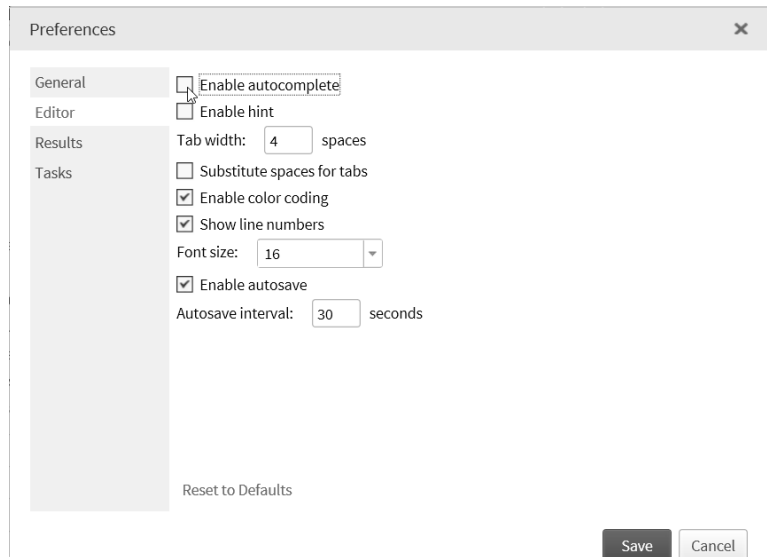 Preferences
General
Editor
Results
Tasks
Enable autocomplete
Enable hint
Tab width: 4 spaces
Substitute spaces for tabs
Enable color coding
Show line numbers
Font size: 16
Enable autosave
Autosave interval: 30 seconds
Reset to Defaults
Save Cancel